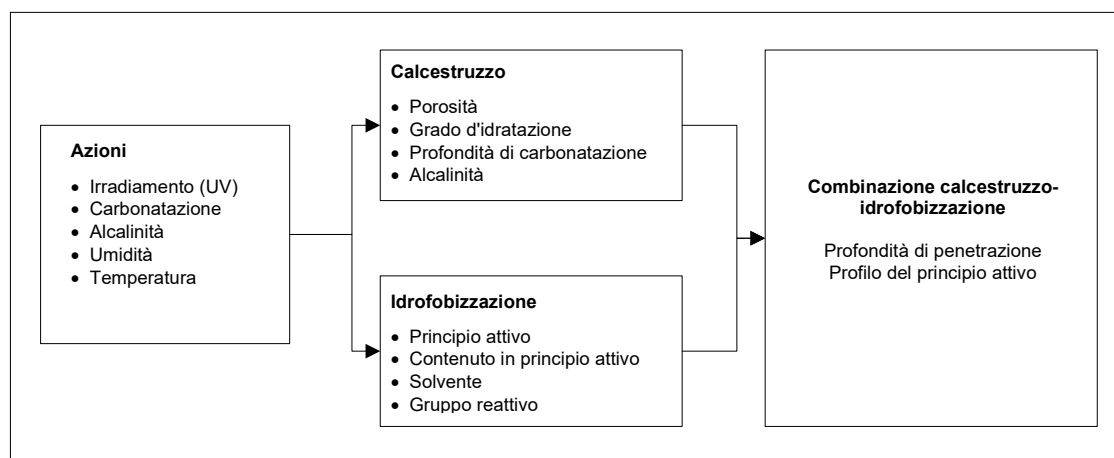 Azioni
• Irradiamento (UV)
• Carbonatazione
• Alcalinità
• Umidità
• Temperatura
Calcestruzzo
• Porosità
• Grado d'idratazione
• Profondità di carbonatazione
• Alcalinità
Idrofobizzazione
• Principio attivo
• Contenuto in principio attivo
• Solvente
• Gruppo reattivo
Combinazione calcestruzzo-
idrofobizzazione
Profondità di penetrazione
Profilo del principio attivo